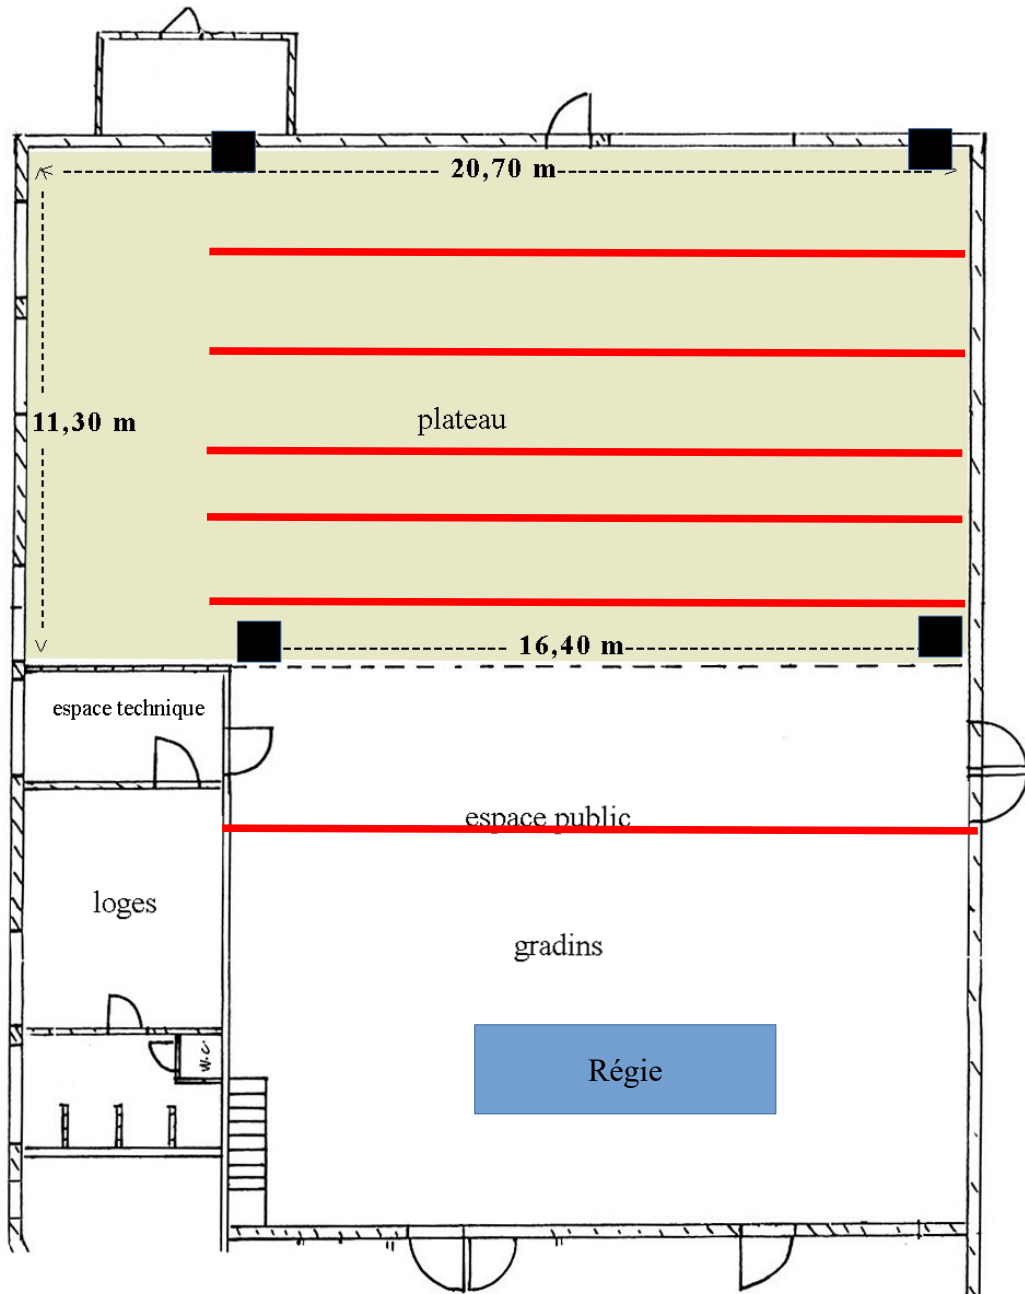 20,70 m
11,30 m
plateau
16,40 m
espace technique
espace public
loges
gradins
w.c
Régie